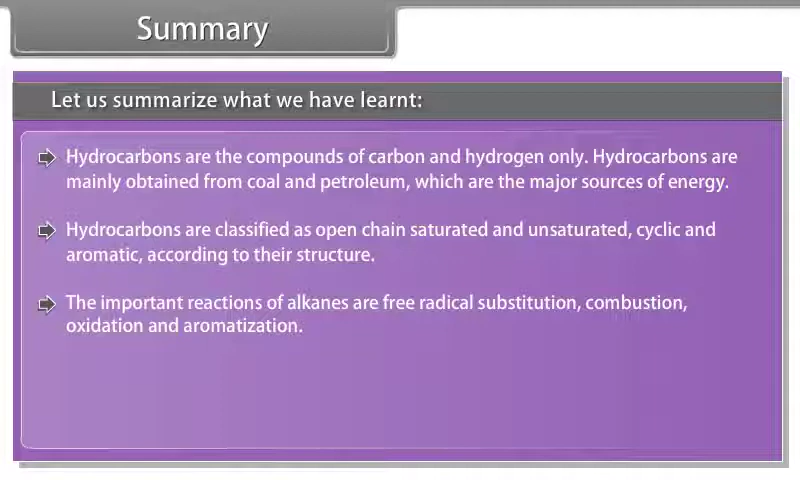 Summary
Let us summarize what we have learnt:
Hydrocarbons are the compounds of carbon and hydrogen only. Hydrocarbons are
mainly obtained from coal and petroleum, which are the major sources of energy.
Hydrocarbons are classified as open chain saturated and unsaturated, cyclic and
aromatic, according to their structure.
The important reactions of alkanes are free radical substitution, combustion,
oxidation and aromatization.